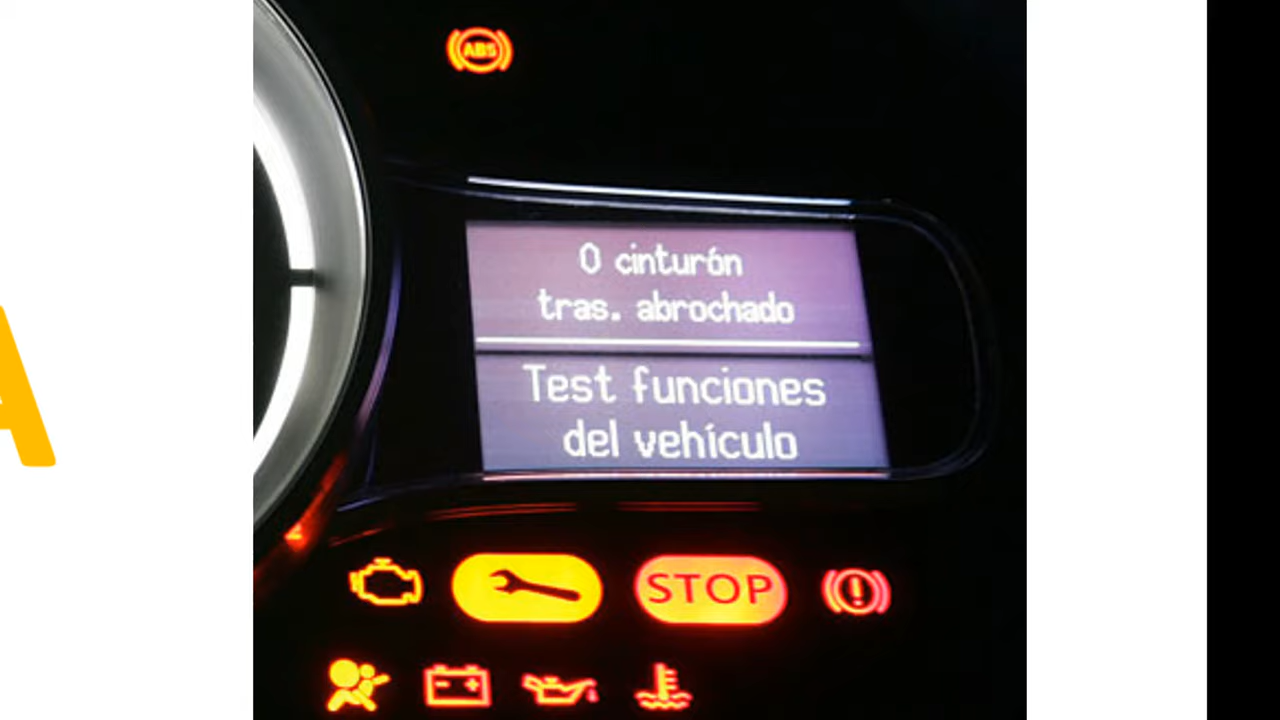 A
ABS
0 cinturón
tras. abrochado
Test funciones
del vehículo
STOP